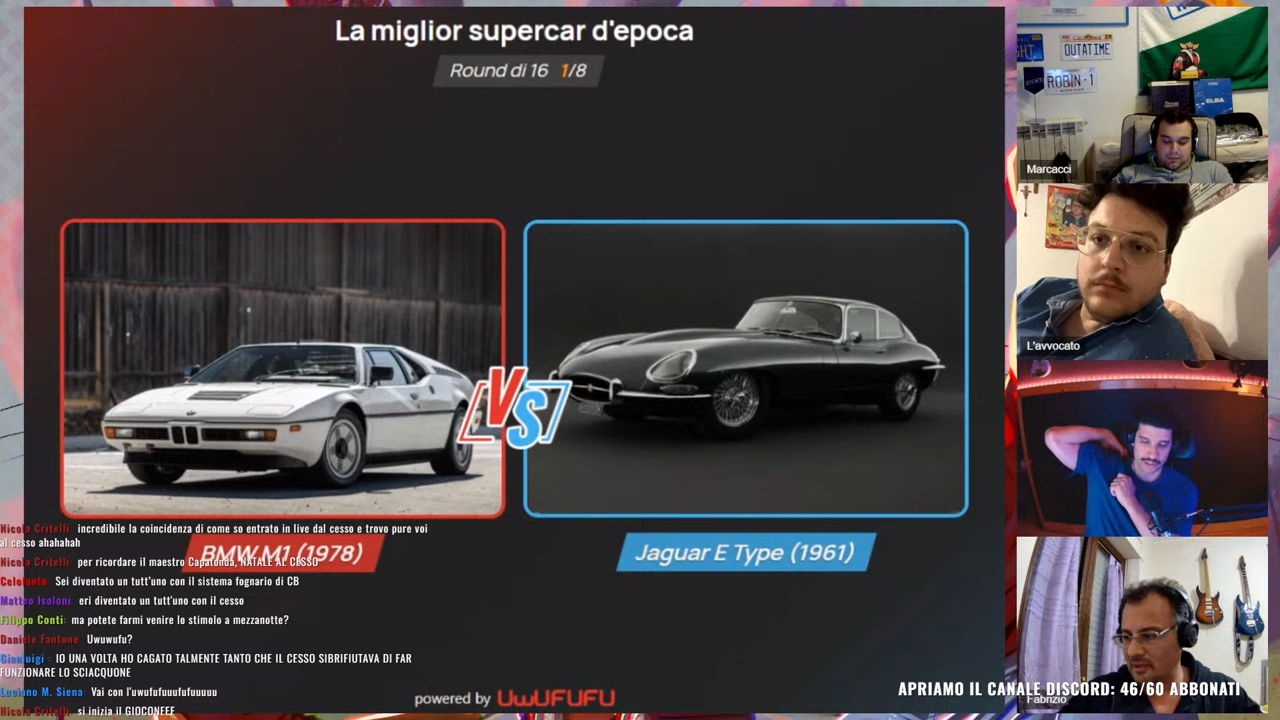 La miglior supercar d'epoca
Round di 16 1/8
VS
BMW M1 (1978)
Jaguar E Type (1961)
Nicola Critelli: incredibile la coincidenza di come so entrato in live dal cesso e trovo pure voi
al cesso ahahahah
Nicola Critelli: per ricordare il maestro Capatonda, NATALE AL CESSO
Celofante: Sei diventato un tutt'uno con il sistema fognario di CB
Matteo Isoloni: eri diventato un tutt'uno con il cesso
Filippo Conti: ma potete farmi venire lo stimolo a mezzanotte?
Daniele Fantone: Uwuwufu?
Gianluigi : IO UNA VOLTA HO CAGATO TALMENTE TANTO CHE IL CESSO SIBRIFIUTAVA DI FAR
FUNZIONARE LO SCIACQUONE
Luciano M. Siena: Vai con l'uwufufuuufufuuuuu
Nicola Critelli: si inizia il GIOCONEEE
powered by UwUFUFU
OUTATIME
ROBIN-1
ELBA
Marcacci
L'avvocato
APRIAMO IL CANALE DISCORD: 46/60 ABBONATI
Fabrizio